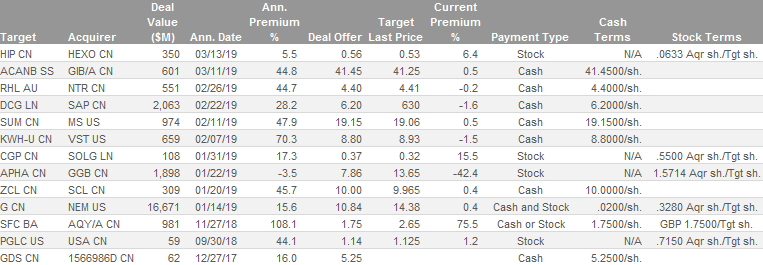 Target Acquirer Deal Value ($M) Ann. Date Ann. Premium % Deal Offer Target Last Price Current Premium % Payment Type Cash Terms Stock Terms
HIP CN HEXO CN 350 03/13/19 5.5 0.56 0.53 6.4 Stock N/A .0633 Aqr sh./Tgt sh.
ACANB SS GIB/A CN 601 03/11/19 44.8 41.45 41.25 0.5 Cash 41.4500/sh.
RHL AU NTR CN 551 02/26/19 44.7 4.40 4.41 -0.2 Cash 4.4000/sh.
DCG LN SAP CN 2,063 02/22/19 28.2 6.20 630 -1.6 Cash 6.2000/sh.
SUM CN MS US 974 02/11/19 47.9 19.15 19.06 0.5 Cash 19.1500/sh.
KWH-U CN VST US 659 02/07/19 70.3 8.80 8.93 -1.5 Cash 8.8000/sh.
CGP CN SOLG LN 108 01/31/19 17.3 0.37 0.32 15.5 Stock N/A .5500 Aqr sh./Tgt sh.
APHA CN GGB CN 1,898 01/22/19 -3.5 7.86 13.65 -42.4 Stock N/A 1.5714 Aqr sh./Tgt sh.
ZCL CN SCL CN 309 01/20/19 45.7 10.00 9.965 0.4 Cash 10.0000/sh.
G CN NEM US 16,671 01/14/19 15.6 10.84 14.38 0.4 Cash and Stock .0200/sh. .3280 Aqr sh./Tgt sh.
SFC BA AQY/A CN 981 11/27/18 108.1 1.75 2.65 75.5 Cash or Stock 1.7500/sh. GBP 1.7500/Tgt sh.
PGLC US USA CN 59 09/30/18 44.1 1.14 1.125 1.2 Stock N/A .7150 Aqr sh./Tgt sh.
GDS CN 1566986D CN 62 12/27/17 16.0 5.25 Cash 5.2500/sh.